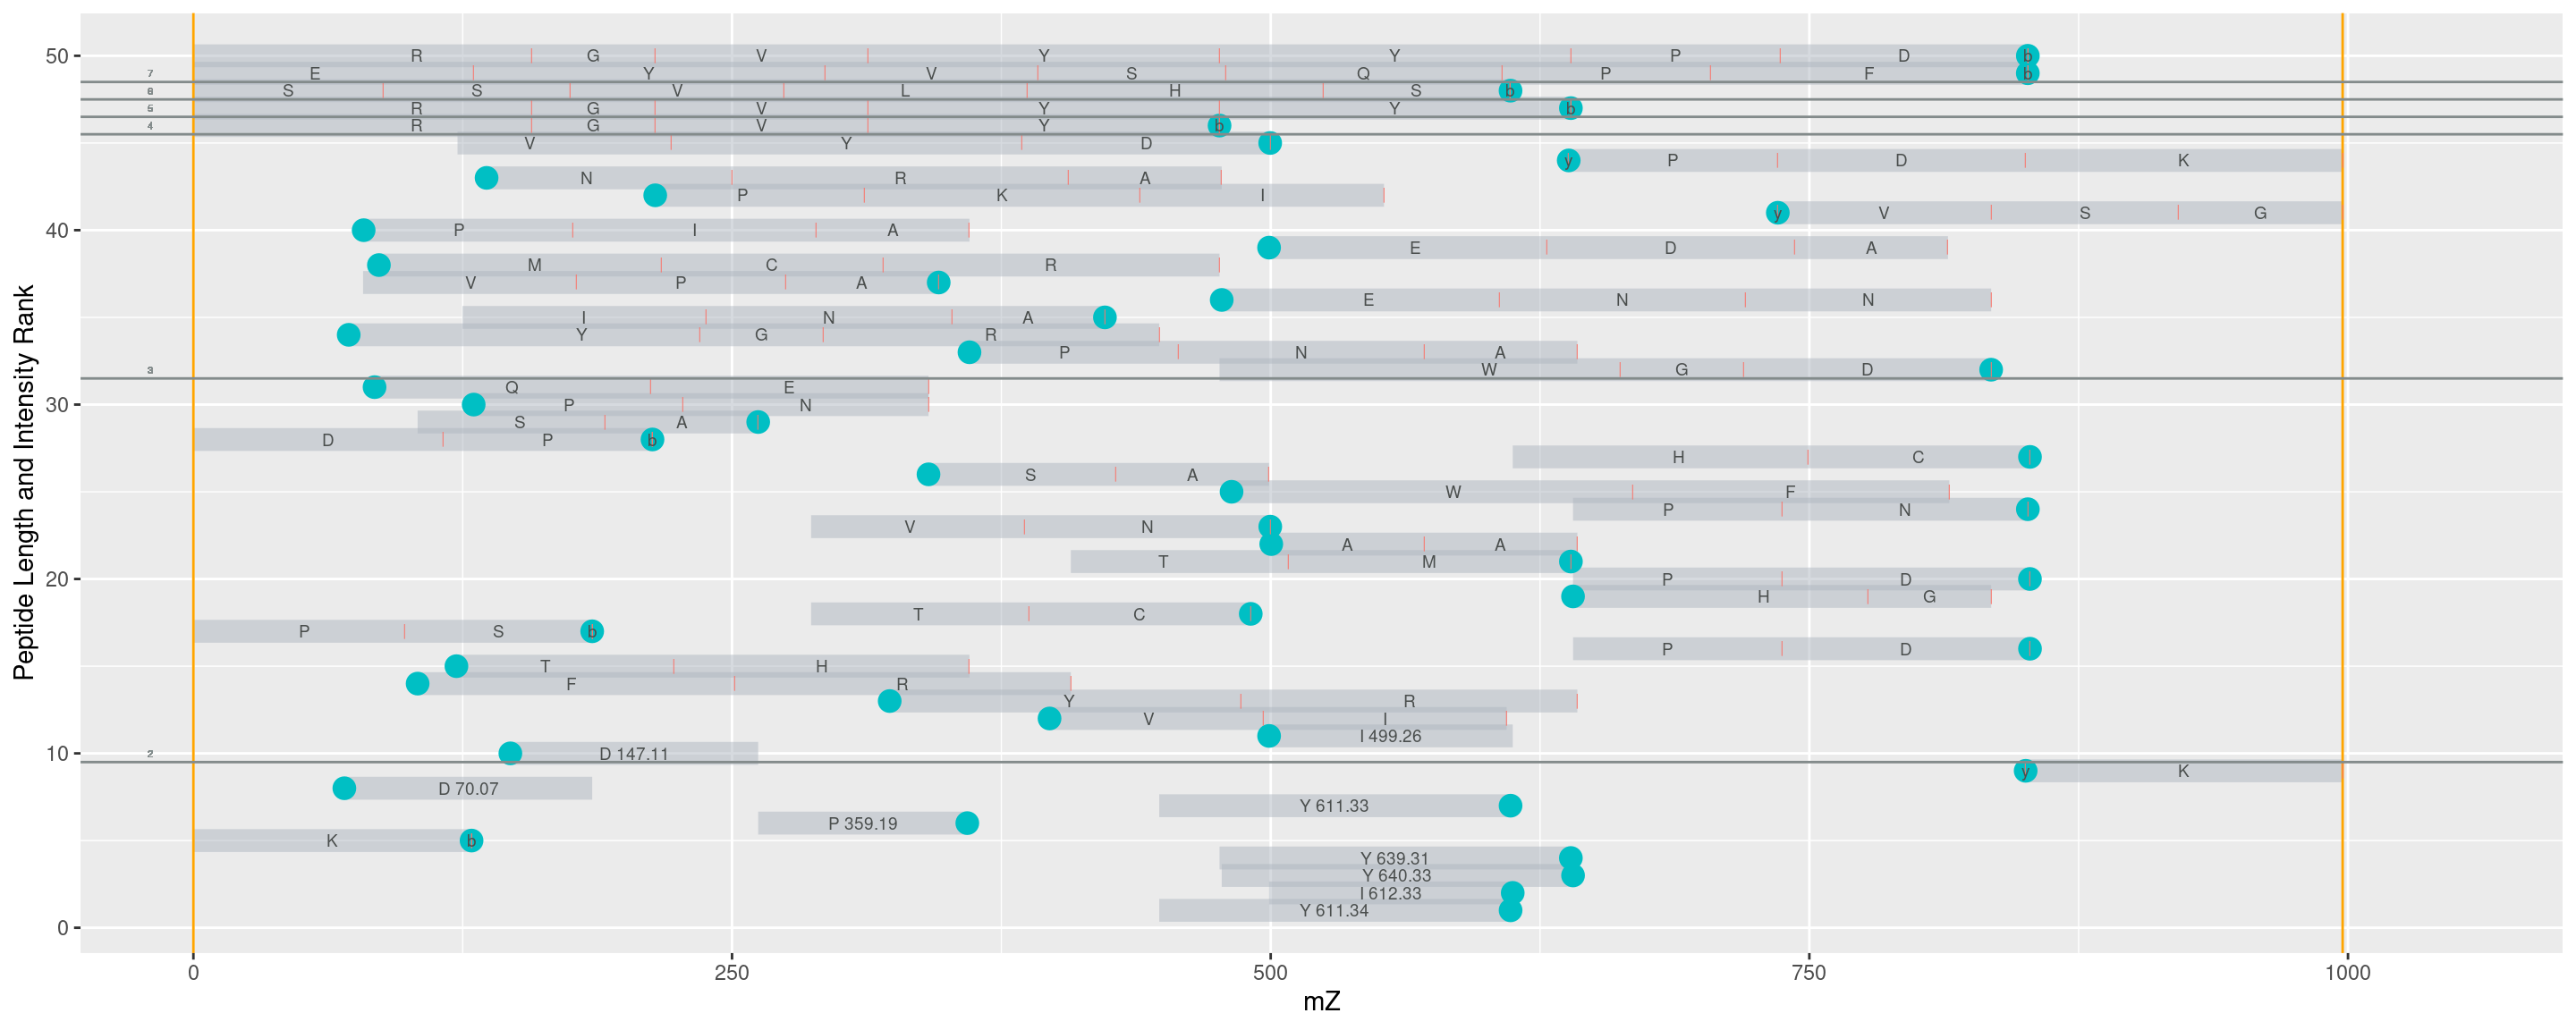 50
R G V Y Y P D b
7
E Y V S Q P F b
S S V L H S b
R G V Y Y b
4
R G V Y b
V Y D
y P D K
N R A
P K I
y V S G
40
P I A
E D A
M C R
V P A
E N N
I N A
Y G R
P N A
W G D
3
Q E
30
P N
S A
D P b
H C
S A
W F
P N
V N
A A
T M
20
P D
H G
T C
P S b
P D
T H
F R
Y R
V I
I 499.26
10
2
D 147.11
y K
D 70.07
Y 611.33
P 359.19
K b
Y 639.31
Y 640.33
I 612.33
Y 611.34
0
0 250 500 750 1000
mZ
Peptide Length and Intensity Rank